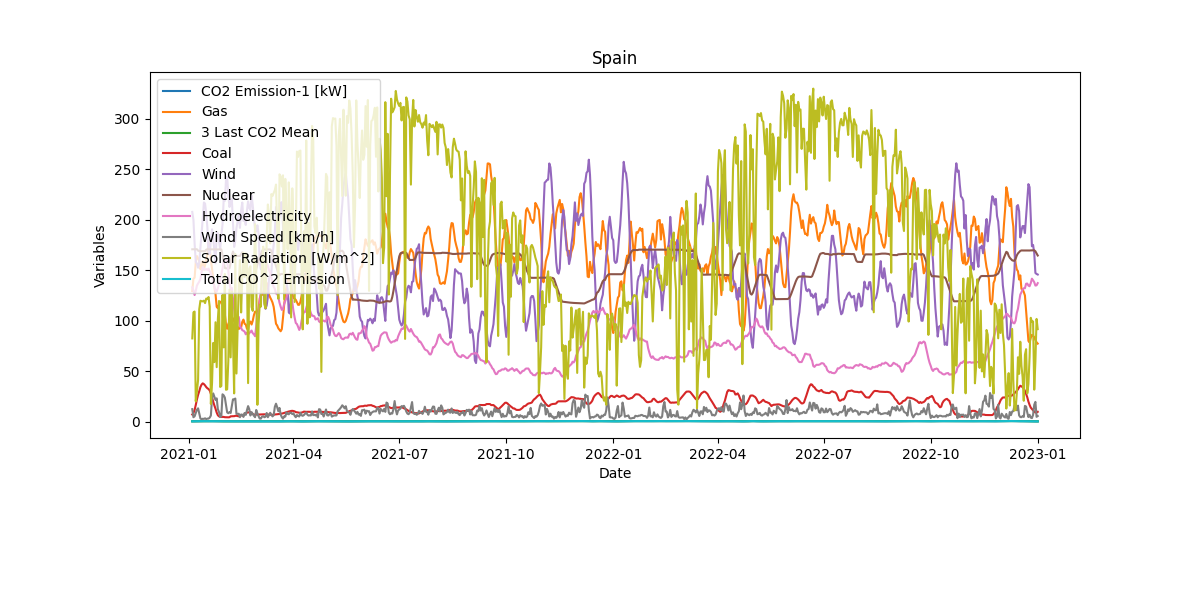 Spain
CO2 Emission-1 [kW]
Gas
3 Last CO2 Mean
Coal
Wind
Nuclear
Hydroelectricity
Wind Speed [km/h]
Solar Radiation [W/m^2]
Total CO^2 Emission
Variables
300
250
200
150
100
50
0
2021-01 2021-04 2021-07 2021-10 2022-01 2022-04 2022-07 2022-10 2023-01
Date